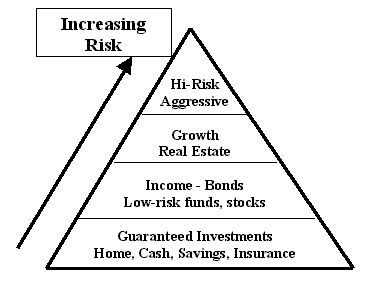 Increasing
Risk
Hi-Risk
Aggressive
Growth
Real Estate
Income - Bonds
Low-risk funds, stocks
Guaranteed Investments
Home, Cash, Savings, Insurance